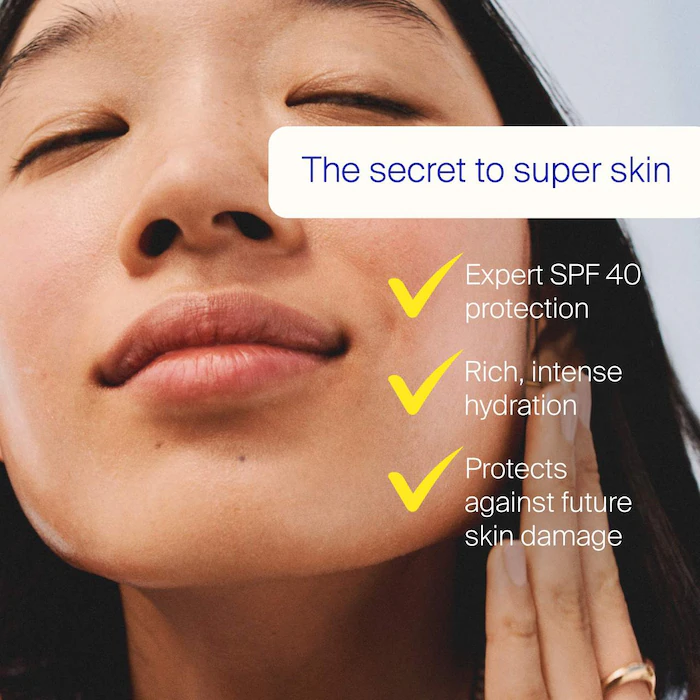 The secret to super skin
Expert SPF 40
protection
Rich, intense
hydration
Protects
against future
skin damage